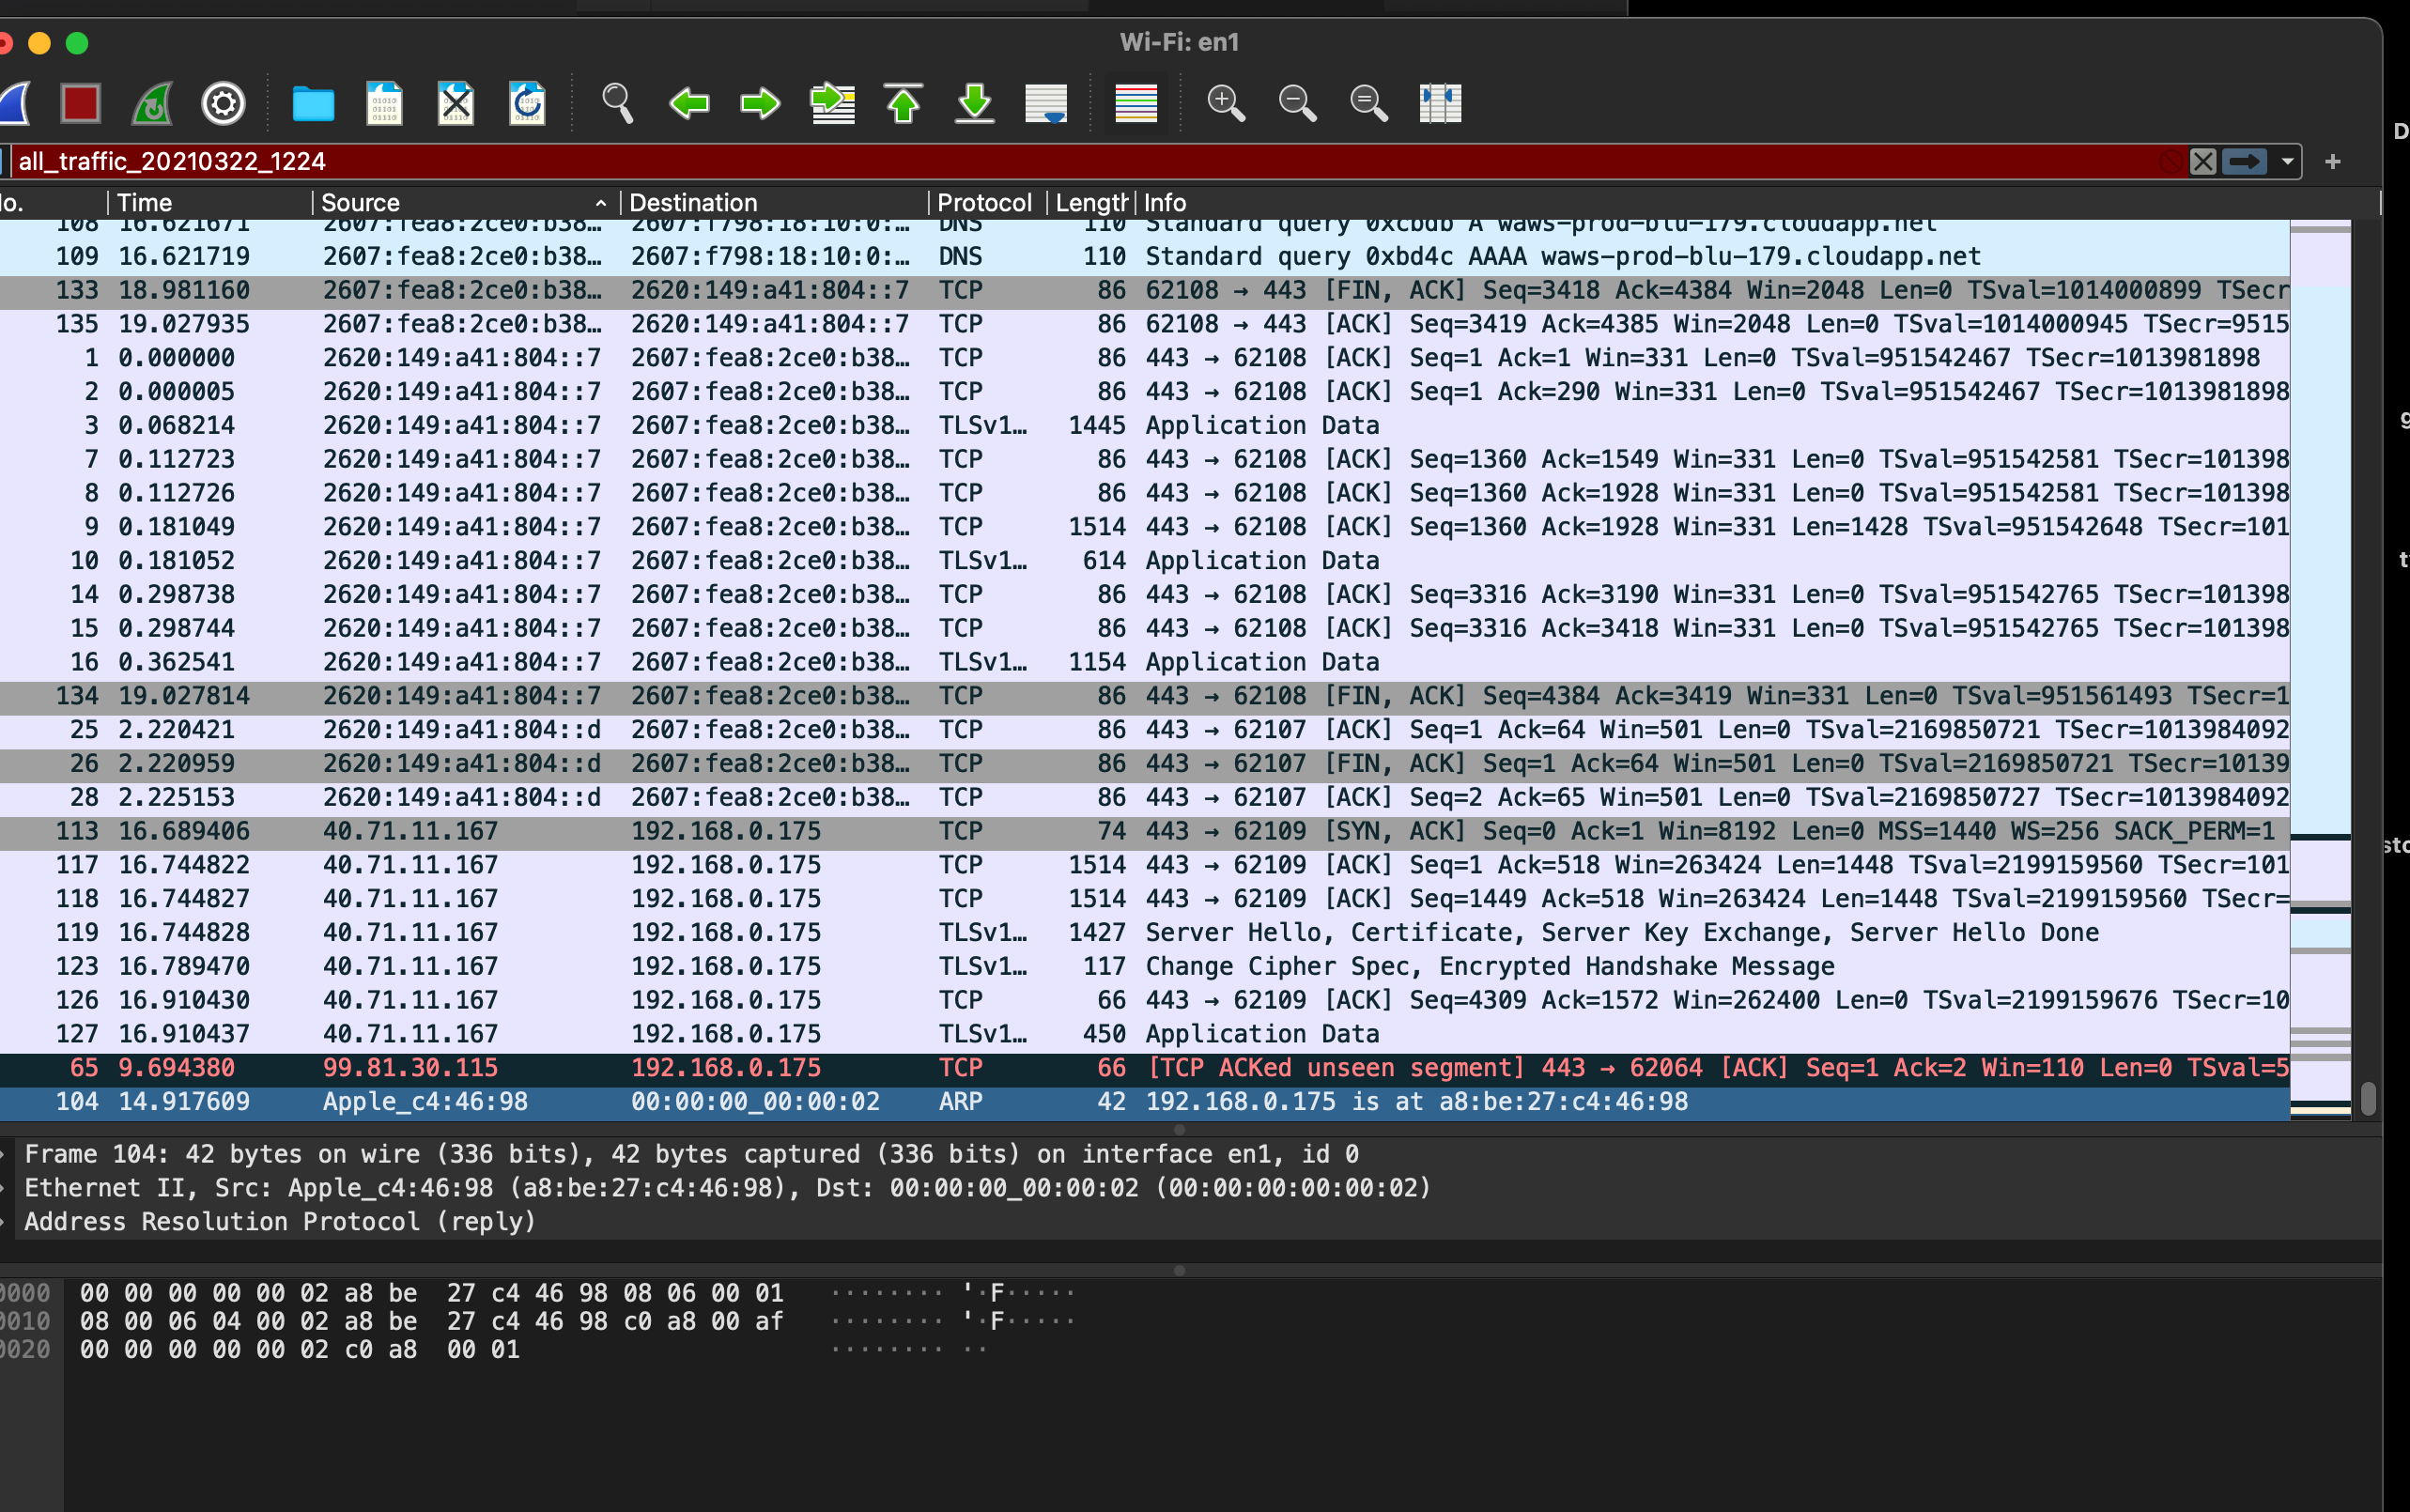 Wi-Fi: en1
all_traffic_20210322_1224
Time Source Destination Protocol Length Info
108 16.621671 2607:fea8:2ce0:b38… 2607:f798:18:10:0:… DNS 110 Standard query 0xcbdb A waws-prod-blu-179.cloudapp.net
109 16.621719 2607:fea8:2ce0:b38… 2607:f798:18:10:0:… DNS 110 Standard query 0xbd4c AAAA waws-prod-blu-179.cloudapp.net
133 18.981160 2607:fea8:2ce0:b38… 2620:149:a41:804::7 TCP 86 62108 → 443 [FIN, ACK] Seq=3418 Ack=4384 Win=2048 Len=0 TSval=1014000899 TSecr
135 19.027935 2607:fea8:2ce0:b38… 2620:149:a41:804::7 TCP 86 62108 → 443 [ACK] Seq=3419 Ack=4385 Win=2048 Len=0 TSval=1014000945 TSecr=9515
1 0.000000 2620:149:a41:804::7 2607:fea8:2ce0:b38… TCP 86 443 → 62108 [ACK] Seq=1 Ack=1 Win=331 Len=0 TSval=951542467 TSecr=1013981898
2 0.000005 2620:149:a41:804::7 2607:fea8:2ce0:b38… TCP 86 443 → 62108 [ACK] Seq=1 Ack=290 Win=331 Len=0 TSval=951542467 TSecr=1013981898
3 0.068214 2620:149:a41:804::7 2607:fea8:2ce0:b38… TLSv1… 1445 Application Data
7 0.112723 2620:149:a41:804::7 2607:fea8:2ce0:b38… TCP 86 443 → 62108 [ACK] Seq=1360 Ack=1549 Win=331 Len=0 TSval=951542581 TSecr=101398
8 0.112726 2620:149:a41:804::7 2607:fea8:2ce0:b38… TCP 86 443 → 62108 [ACK] Seq=1360 Ack=1928 Win=331 Len=0 TSval=951542581 TSecr=101398
9 0.181049 2620:149:a41:804::7 2607:fea8:2ce0:b38… TCP 1514 443 → 62108 [ACK] Seq=1360 Ack=1928 Win=331 Len=1428 TSval=951542648 TSecr=101
10 0.181052 2620:149:a41:804::7 2607:fea8:2ce0:b38… TLSv1… 614 Application Data
14 0.298738 2620:149:a41:804::7 2607:fea8:2ce0:b38… TCP 86 443 → 62108 [ACK] Seq=3316 Ack=3190 Win=331 Len=0 TSval=951542765 TSecr=101398
15 0.298744 2620:149:a41:804::7 2607:fea8:2ce0:b38… TCP 86 443 → 62108 [ACK] Seq=3316 Ack=3418 Win=331 Len=0 TSval=951542765 TSecr=101398
16 0.362541 2620:149:a41:804::7 2607:fea8:2ce0:b38… TLSv1… 1154 Application Data
134 19.027814 2620:149:a41:804::7 2607:fea8:2ce0:b38… TCP 86 443 → 62108 [FIN, ACK] Seq=4384 Ack=3419 Win=331 Len=0 TSval=951561493 TSecr=1
25 2.220421 2620:149:a41:804::d 2607:fea8:2ce0:b38… TCP 86 443 → 62107 [ACK] Seq=1 Ack=64 Win=501 Len=0 TSval=2169850721 TSecr=1013984092
26 2.220959 2620:149:a41:804::d 2607:fea8:2ce0:b38… TCP 86 443 → 62107 [FIN, ACK] Seq=1 Ack=64 Win=501 Len=0 TSval=2169850721 TSecr=10139
28 2.225153 2620:149:a41:804::d 2607:fea8:2ce0:b38… TCP 86 443 → 62107 [ACK] Seq=2 Ack=65 Win=501 Len=0 TSval=2169850727 TSecr=1013984092
113 16.689406 40.71.11.167 192.168.0.175 TCP 74 443 → 62109 [SYN, ACK] Seq=0 Ack=1 Win=8192 Len=0 MSS=1440 WS=256 SACK_PERM=1
117 16.744822 40.71.11.167 192.168.0.175 TCP 1514 443 → 62109 [ACK] Seq=1 Ack=518 Win=263424 Len=1448 TSval=2199159560 TSecr=101
118 16.744827 40.71.11.167 192.168.0.175 TCP 1514 443 → 62109 [ACK] Seq=1449 Ack=518 Win=263424 Len=1448 TSval=2199159560 TSecr=
119 16.744828 40.71.11.167 192.168.0.175 TLSv1… 1427 Server Hello, Certificate, Server Key Exchange, Server Hello Done
123 16.789470 40.71.11.167 192.168.0.175 TLSv1… 117 Change Cipher Spec, Encrypted Handshake Message
126 16.910430 40.71.11.167 192.168.0.175 TCP 66 443 → 62109 [ACK] Seq=4309 Ack=1572 Win=262400 Len=0 TSval=2199159676 TSecr=10
127 16.910437 40.71.11.167 192.168.0.175 TLSv1… 450 Application Data
65 9.694380 99.81.30.115 192.168.0.175 TCP 66 [TCP ACKed unseen segment] 443 → 62064 [ACK] Seq=1 Ack=2 Win=110 Len=0 TSval=5
104 14.917609 Apple_c4:46:98 00:00:00_00:00:02 ARP 42 192.168.0.175 is at a8:be:27:c4:46:98
Frame 104: 42 bytes on wire (336 bits), 42 bytes captured (336 bits) on interface en1, id 0
Ethernet II, Src: Apple_c4:46:98 (a8:be:27:c4:46:98), Dst: 00:00:00_00:00:02 (00:00:00:00:00:02)
Address Resolution Protocol (reply)
0000 00 00 00 00 00 02 a8 be 27 c4 46 98 08 06 00 01 ········ '·F·····
0010 08 00 06 04 00 02 a8 be 27 c4 46 98 c0 a8 00 af ········ '·F·····
0020 00 00 00 00 00 02 c0 a8 00 01 ········ ··